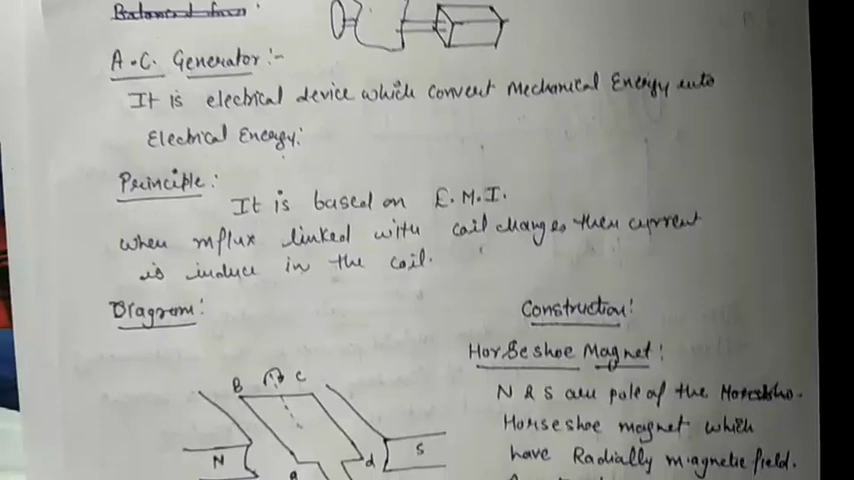 A.C. Generator:-
It is electrical device which convert Mechanical Energy into
Electrical Energy.
Principle:
It is based on E.M.I.
when mflux linked with coil changes then current
is induce in the coil.
Diagram:
Construction:
Horseshoe Magnet:
N & S are pole of the Horsesho.
Horseshoe magnet which
have Radially magnetic field.
B C
N a d S